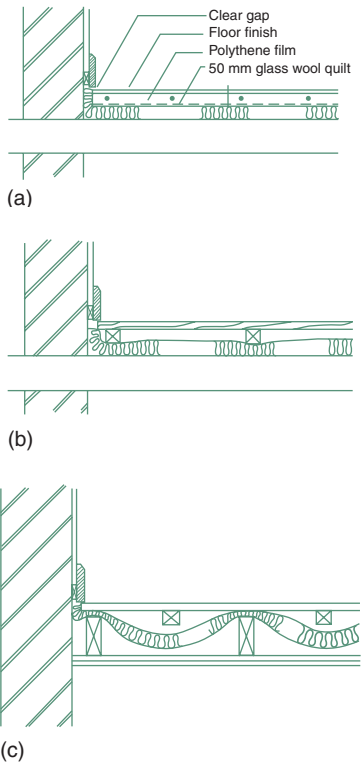 Clear gap
Floor finish
Polythene film
50 mm glass wool quilt
(a)
(b)
(c)